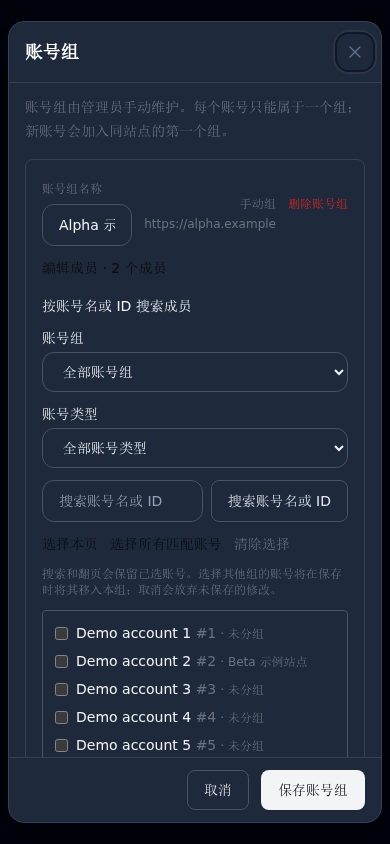 账号组
账号组由管理员手动维护。每个账号只能属于一个组;
新账号会加入同站点的第一个组。
账号组名称
手动组 删除账号组
Alpha 示
https://alpha.example
编辑成员 · 2 个成员
按账号名或 ID 搜索成员
账号组
全部账号组
账号类型
全部账号类型
搜索账号名或 ID
搜索账号名或 ID
选择本页 选择所有匹配账号 清除选择
搜索和翻页会保留已选账号。选择其他组的账号将在保存
时将其移入本组；取消会放弃未保存的修改。
Demo account 1 #1 · 未分组
Demo account 2 #2 · Beta 示例站点
Demo account 3 #3 · 未分组
Demo account 4 #4 · 未分组
Demo account 5 #5 · 未分组
取消
保存账号组